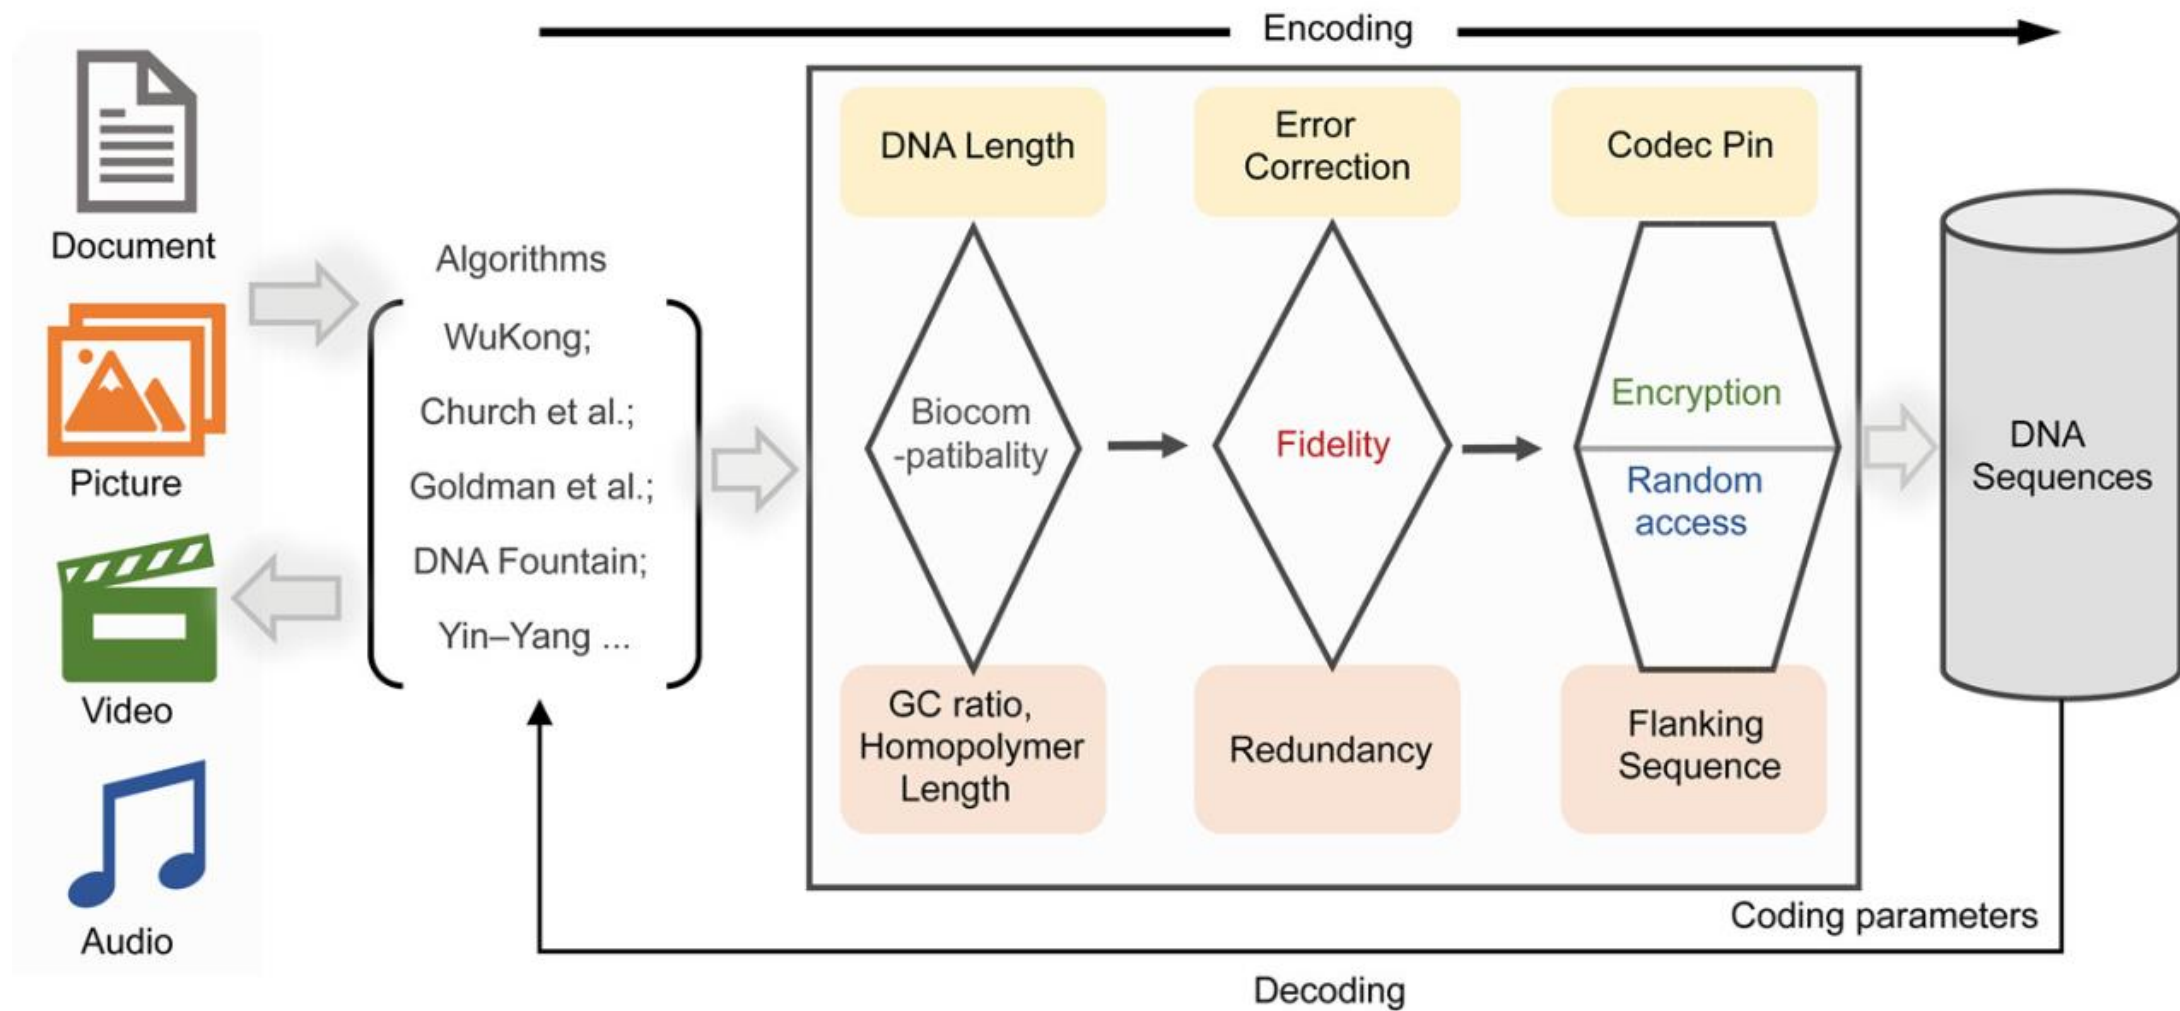 Encoding
Document
Picture
Video
Audio
Algorithms
WuKong;
Church et al.;
Goldman et al.;
DNA Fountain;
Yin–Yang ...
DNA Length
Biocom
-patibality
GC ratio,
Homopolymer
Length
Error
Correction
Fidelity
Redundancy
Codec Pin
Encryption
Random
access
Flanking
Sequence
DNA
Sequences
Coding parameters
Decoding